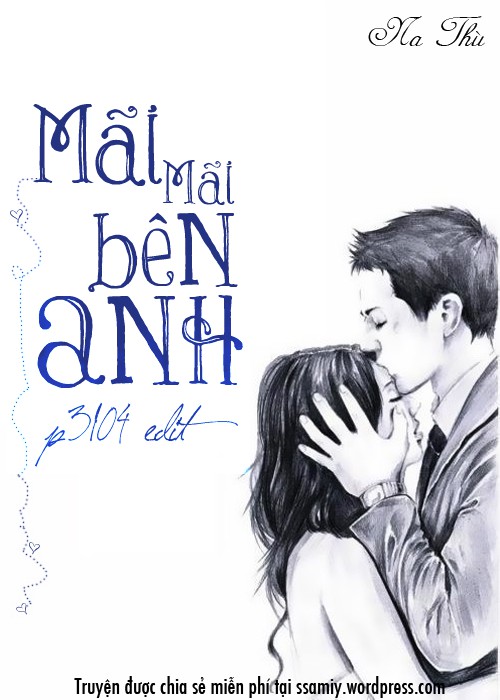 Na Thù
Mãi
Mãi
bêN
aNH
p3104 edit
Truyện được chia sẻ miễn phí tại ssamiy.wordpress.com